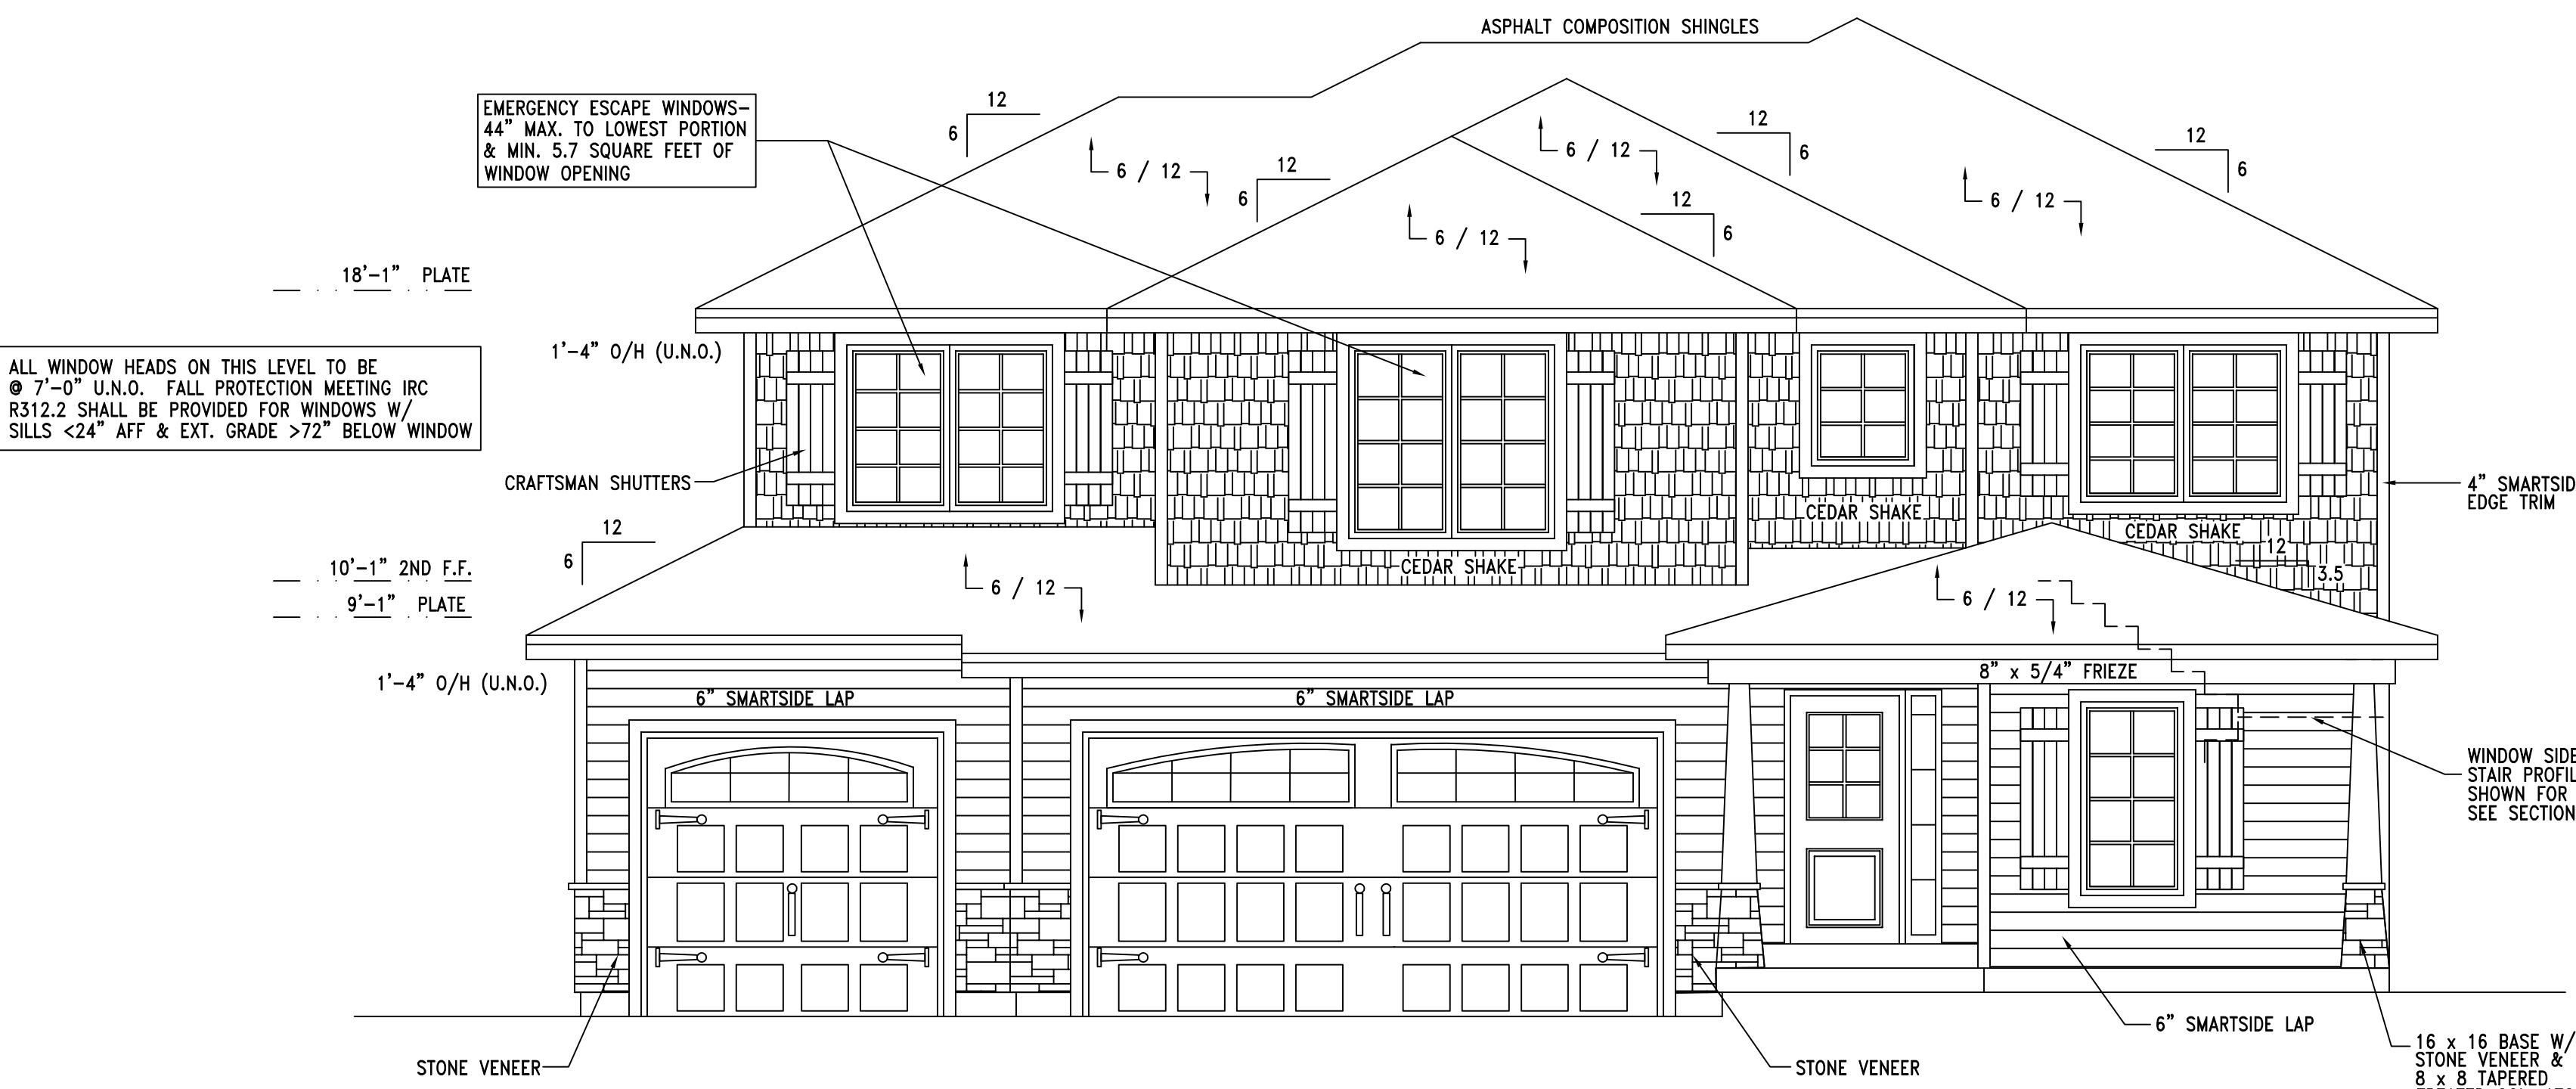 ASPHALT COMPOSITION SHINGLES
EMERGENCY ESCAPE WINDOWS-
44" MAX. TO LOWEST PORTION
& MIN. 5.7 SQUARE FEET OF
WINDOW OPENING
12
6
6 / 12
12
6
6 / 12
6 / 12
12
6
12
6
6 / 12
12
6
18'-1" PLATE
1'-4" O/H (U.N.O.)
ALL WINDOW HEADS ON THIS LEVEL TO BE
@ 7'-0" U.N.O. FALL PROTECTION MEETING IRC
R312.2 SHALL BE PROVIDED FOR WINDOWS W/
SILLS <24" AFF & EXT. GRADE >72" BELOW WINDOW
CRAFTSMAN SHUTTERS
4" SMARTSID
EDGE TRIM
CEDAR SHAKE
CEDAR SHAKE
CEDAR SHAKE
12
3.5
12
6
10'-1" 2ND F.F.
9'-1" PLATE
6 / 12
6 / 12
1'-4" O/H (U.N.O.)
8" x 5/4" FRIEZE
6" SMARTSIDE LAP
6" SMARTSIDE LAP
WINDOW SIDE
STAIR PROFIL
SHOWN FOR
SEE SECTION
6" SMARTSIDE LAP
STONE VENEER
STONE VENEER
16 x 16 BASE W/
STONE VENEER &
8 x 8 TAPERED